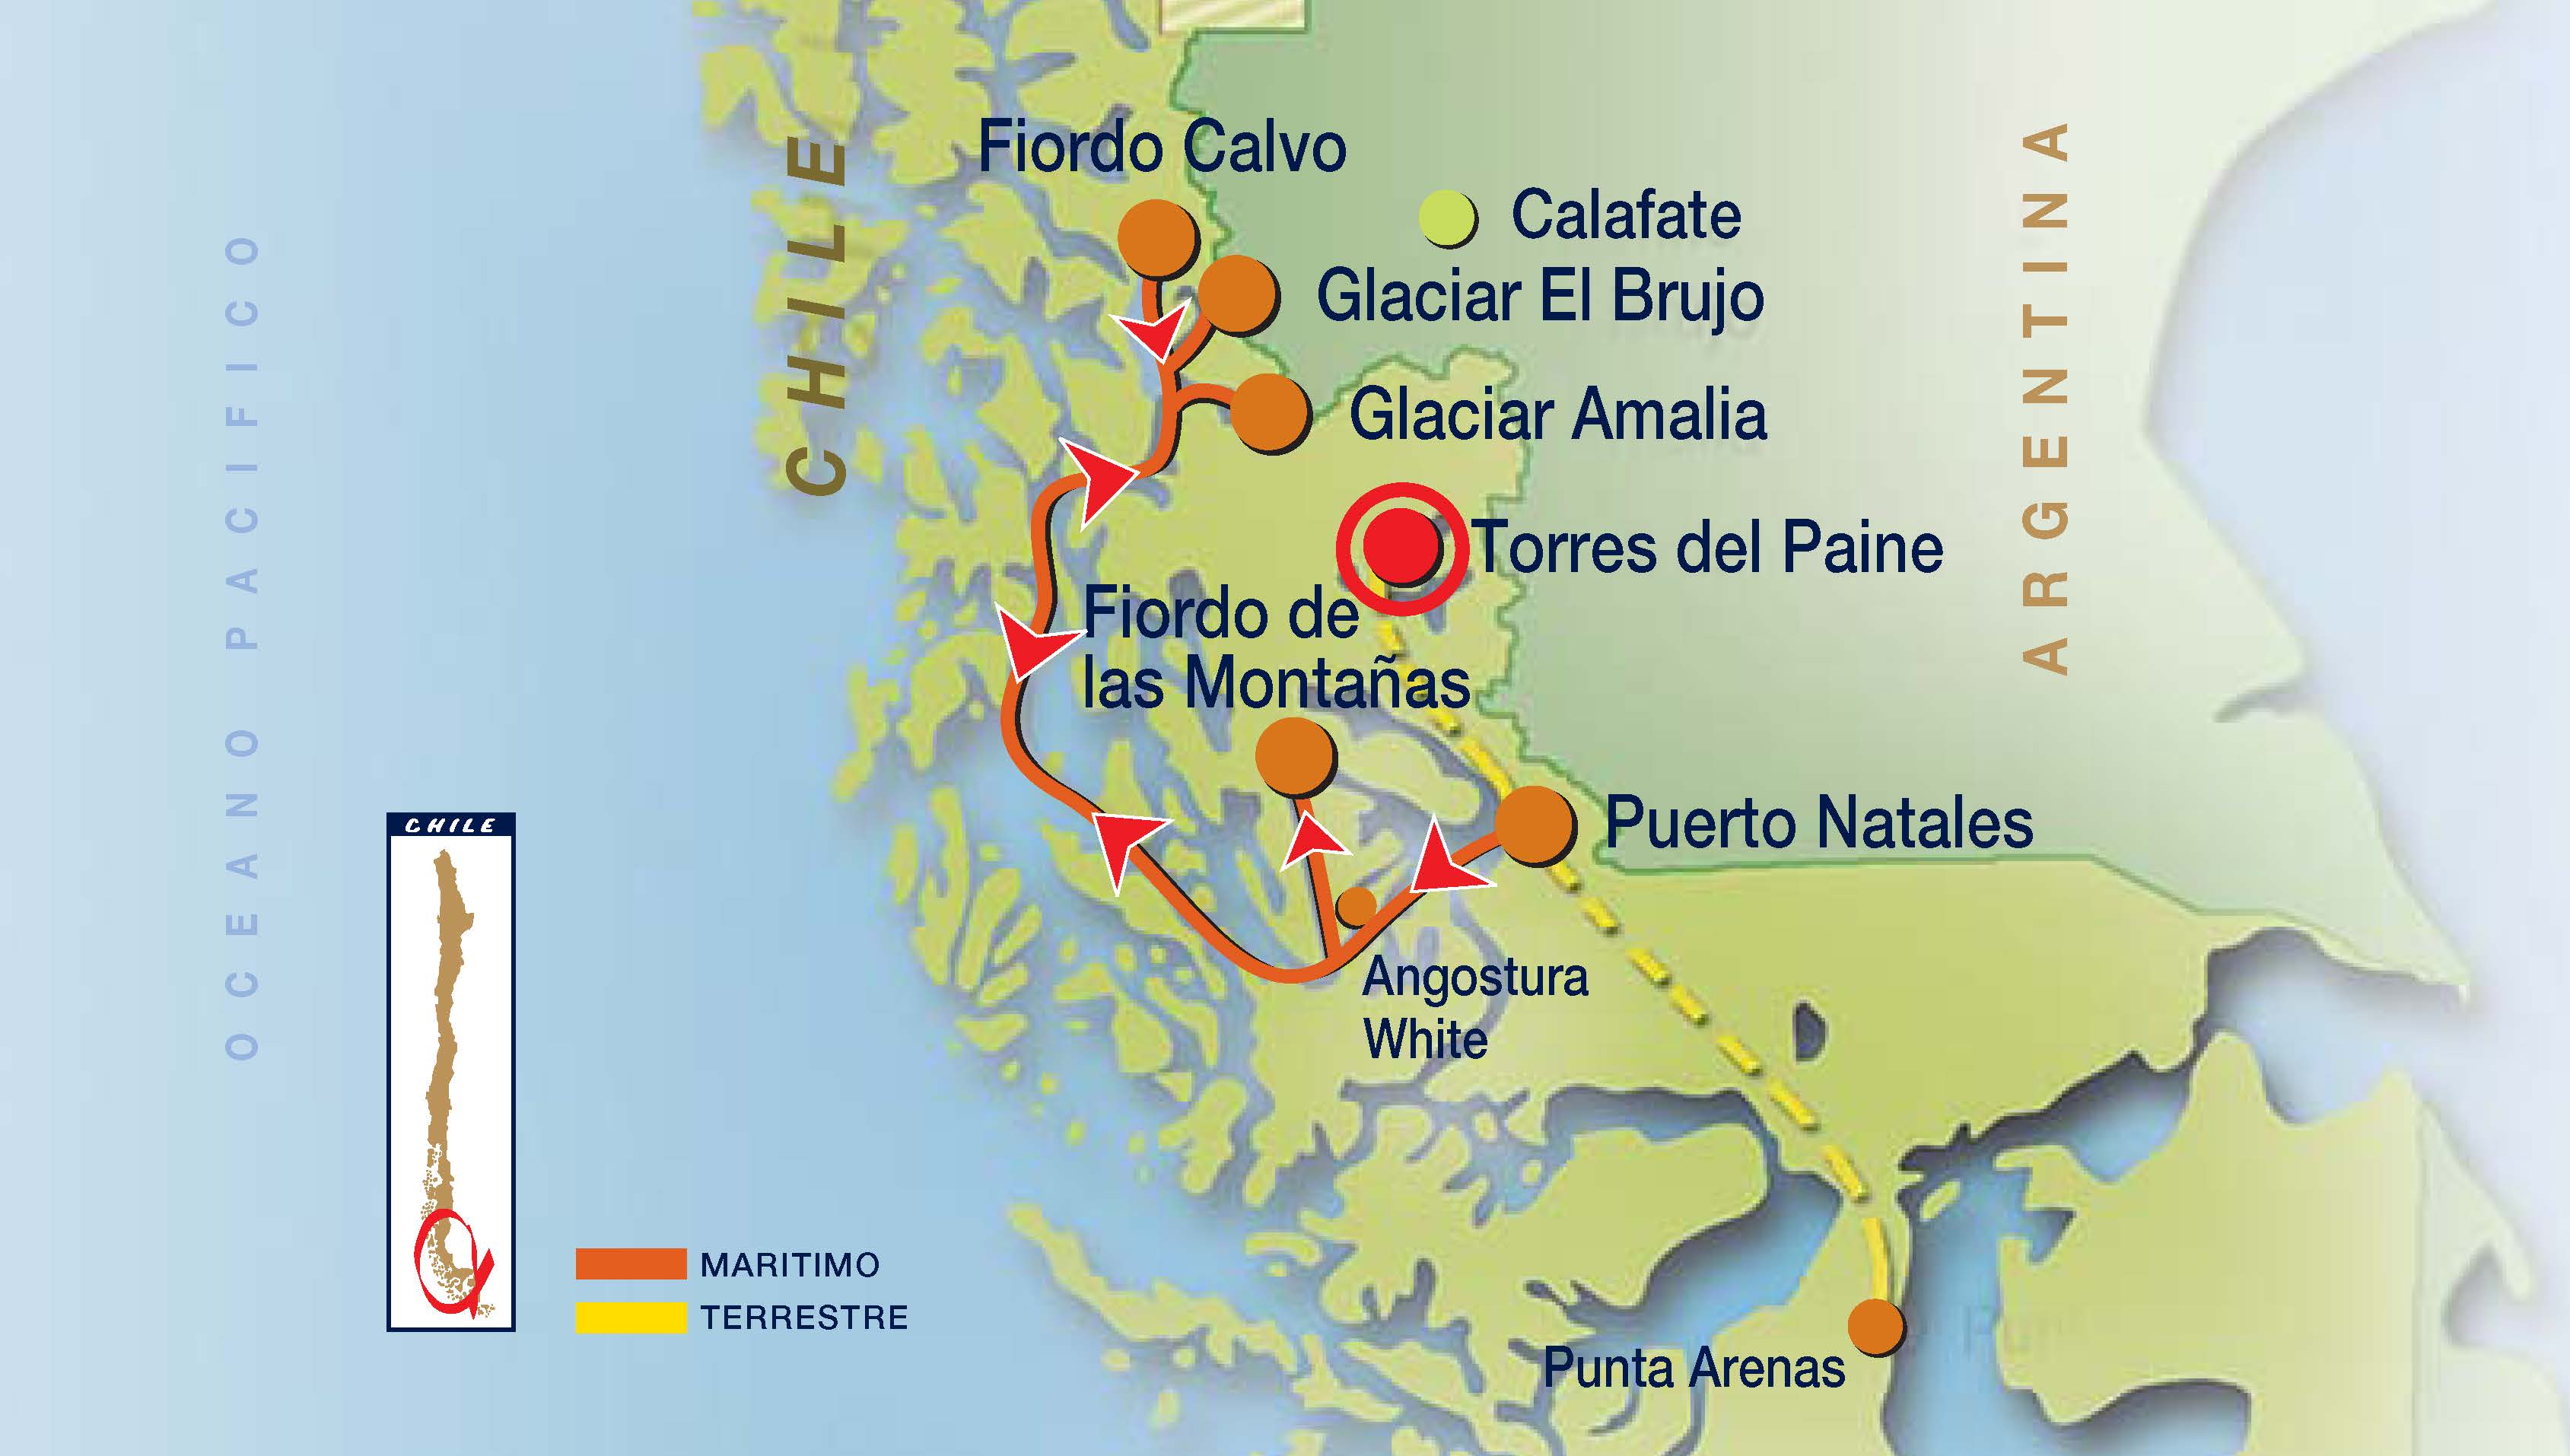 Fiordo Calvo
Calafate
Glaciar El Brujo
Glaciar Amalia
Torres del Paine
Fiordo de
las Montañas
Puerto Natales
Angostura
White
Punta Arenas
CHILE
ARGENTINA
OCEANO PACIFICO
CHILE
MARITIMO
TERRESTRE